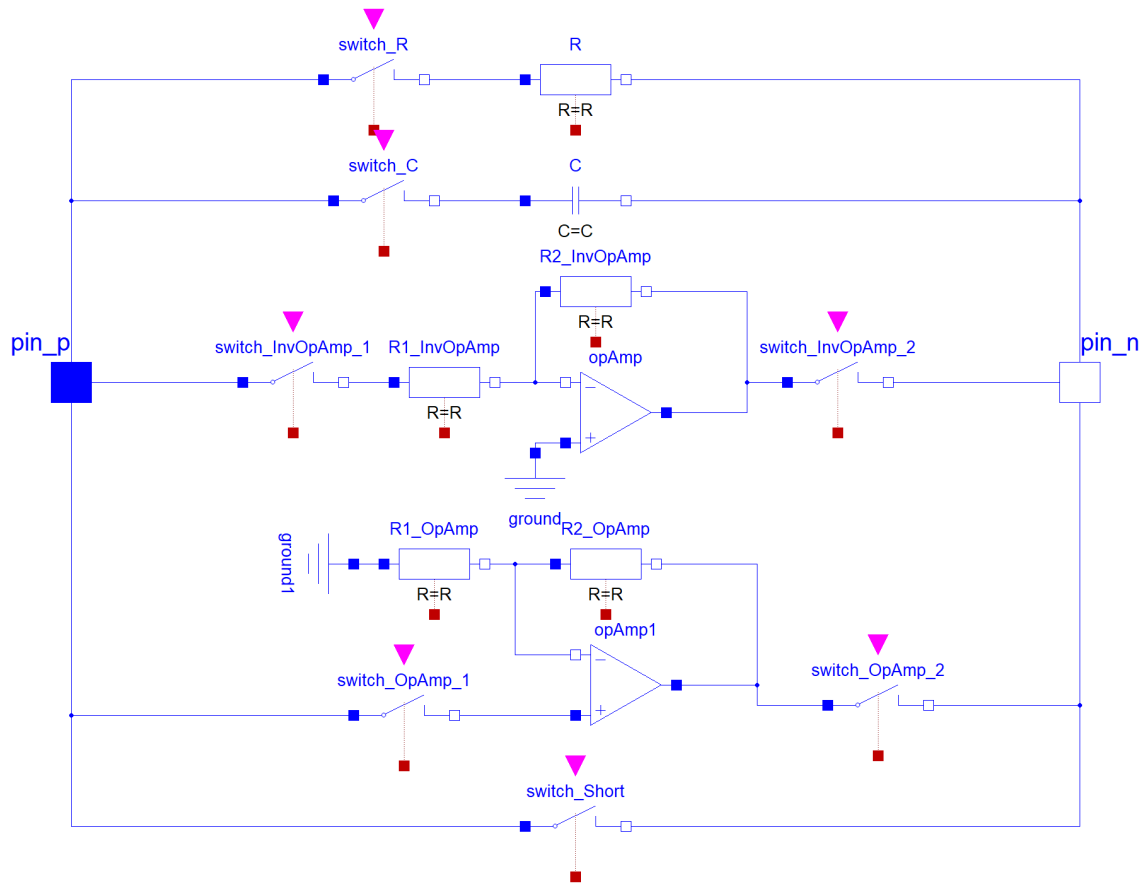 switch_R
R
R=R
switch_C
C
C=C
R2_InvOpAmp
R=R
pin_p
switch_InvOpAmp_1
R1_InvOpAmp
R=R
opAmp
−
+
switch_InvOpAmp_2
pin_n
ground
ground1
R1_OpAmp
R=R
R2_OpAmp
R=R
opAmp1
−
+
switch_OpAmp_1
switch_OpAmp_2
switch_Short